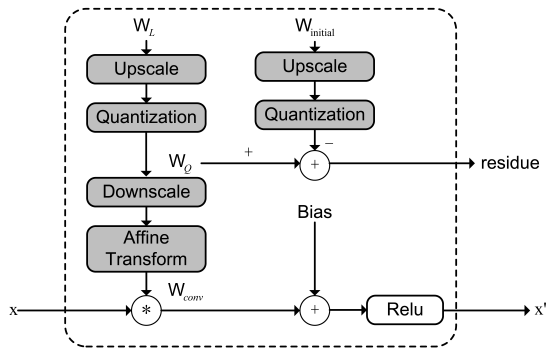 W_L
W_initial
Upscale
Upscale
Quantization
Quantization
−
W_Q
+
+
residue
Downscale
Bias
Affine
Transform
W_conv
x
*
+
Relu
x'